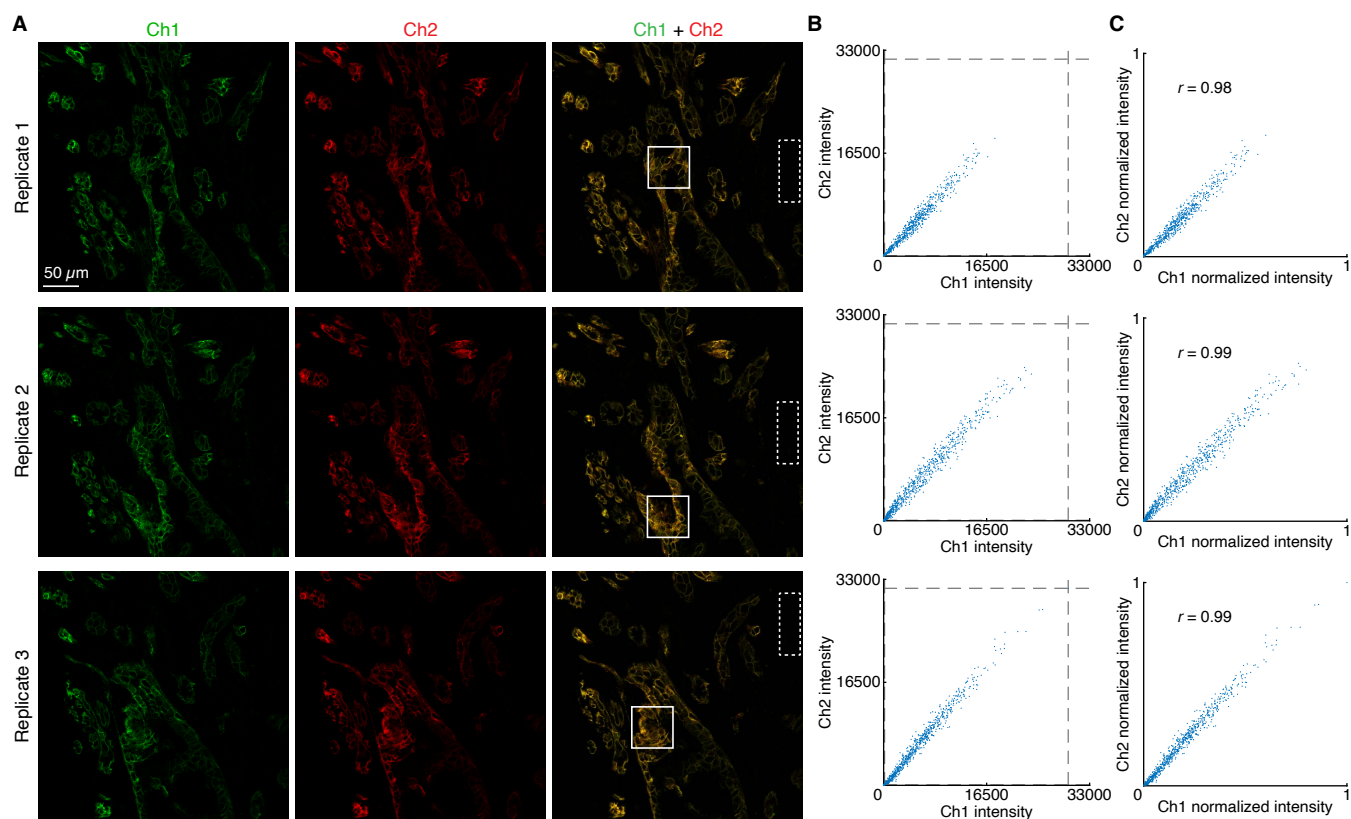 A
Ch1
Ch2
Ch1 + Ch2
B
C
Replicate 1
50 µm
33000
16500
0
16500
33000
Ch2 intensity
Ch1 intensity
1
r = 0.98
0
1
Ch2 normalized intensity
Ch1 normalized intensity
Replicate 2
33000
16500
0
16500
33000
Ch2 intensity
Ch1 intensity
1
r = 0.99
0
1
Ch2 normalized intensity
Ch1 normalized intensity
Replicate 3
33000
16500
0
16500
33000
Ch2 intensity
Ch1 intensity
1
r = 0.99
0
1
Ch2 normalized intensity
Ch1 normalized intensity